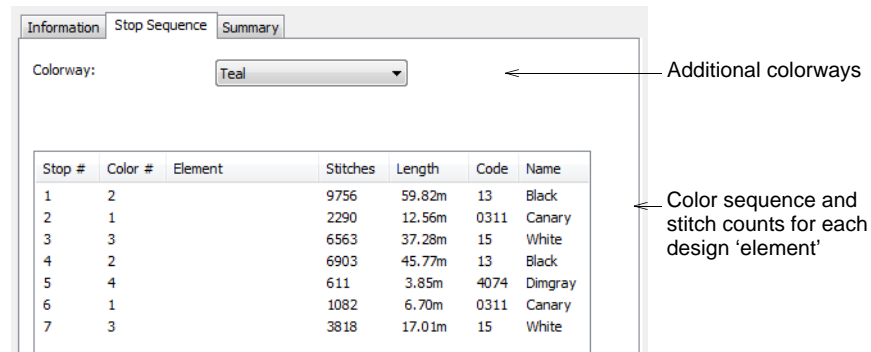 Information Stop Sequence Summary
Colorway: Teal
Additional colorways
Stop # Color # Element Stitches Length Code Name
1 2 9756 59.82m 13 Black
2 1 2290 12.56m 0311 Canary
3 3 6563 37.28m 15 White
4 2 6903 45.77m 13 Black
5 4 611 3.85m 4074 Dimgray
6 1 1082 6.70m 0311 Canary
7 3 3818 17.01m 15 White
Color sequence and
stitch counts for each
design ‘element’